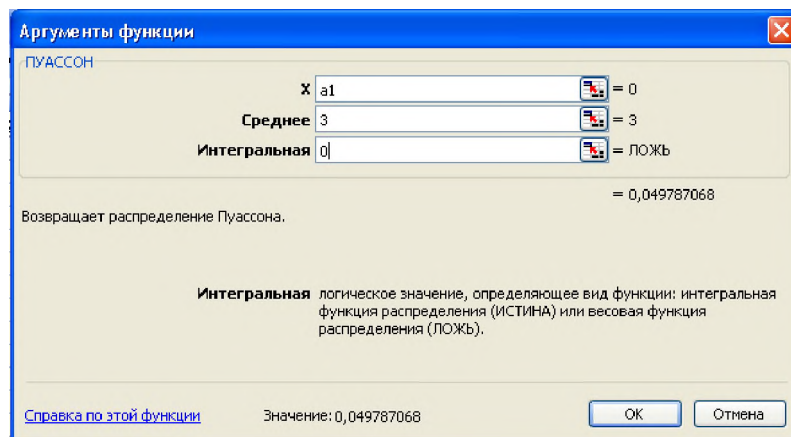 Аргументы функции
ПУАССОН
X a1 = 0
Среднее 3 = 3
Интегральная 0 = ЛОЖЬ
= 0,049787068
Возвращает распределение Пуассона.
Интегральная логическое значение, определяющее вид функции: интегральная
функция распределения (ИСТИНА) или весовая функция
распределения (ЛОЖЬ).
Справка по этой функции Значение: 0,049787068 ОК Отмена